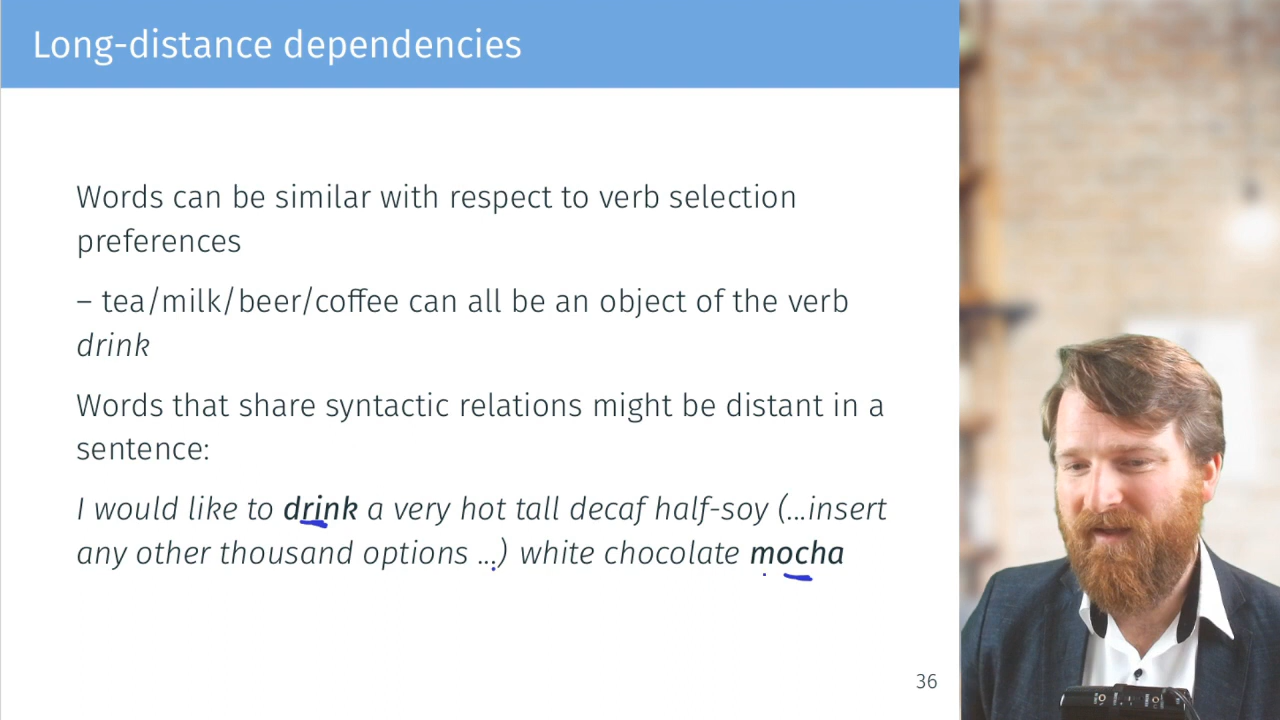 Long-distance dependencies
Words can be similar with respect to verb selection
preferences
– tea/milk/beer/coffee can all be an object of the verb
drink
Words that share syntactic relations might be distant in a
sentence:
I would like to drink a very hot tall decaf half-soy (...insert
any other thousand options ...) white chocolate mocha
36